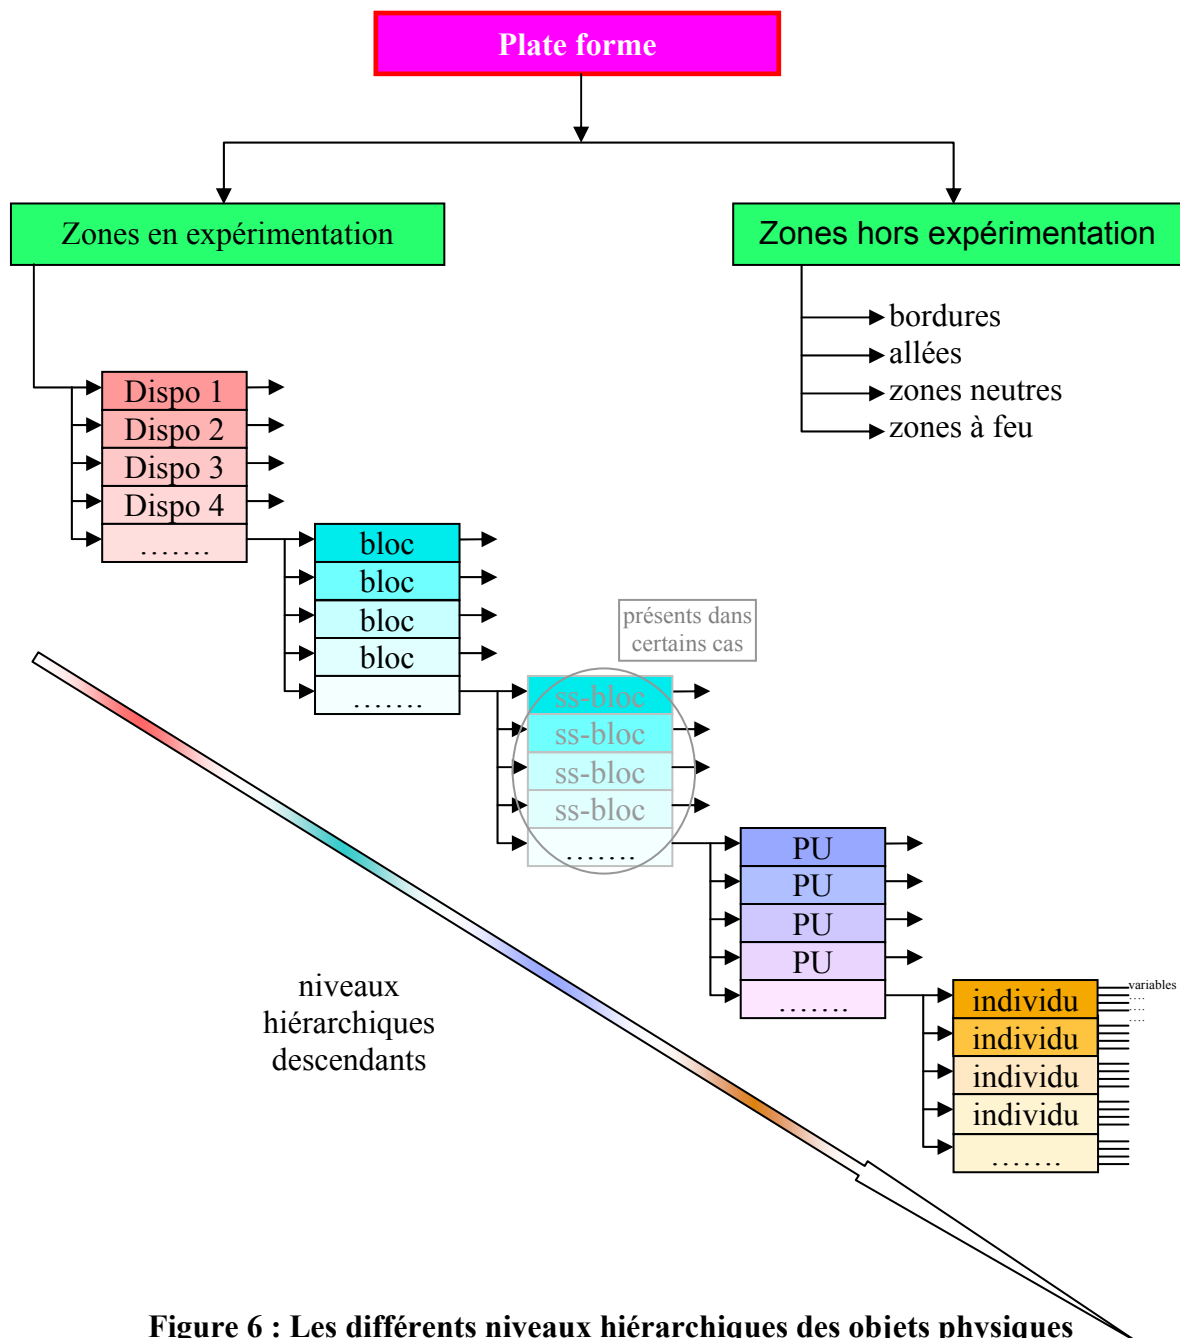 Plate forme
Zones en expérimentation
Zones hors expérimentation
bordures
allées
zones neutres
zones à feu
Dispo 1
Dispo 2
Dispo 3
Dispo 4
.......
bloc
bloc
bloc
bloc
.......
présents dans
certains cas
ss-bloc
ss-bloc
ss-bloc
ss-bloc
.......
PU
PU
PU
PU
.......
individu
individu
individu
individu
.......
variables
....
....
....
niveaux
hiérarchiques
descendants
Figure 6 : Les différents niveaux hiérarchiques des objets physiques